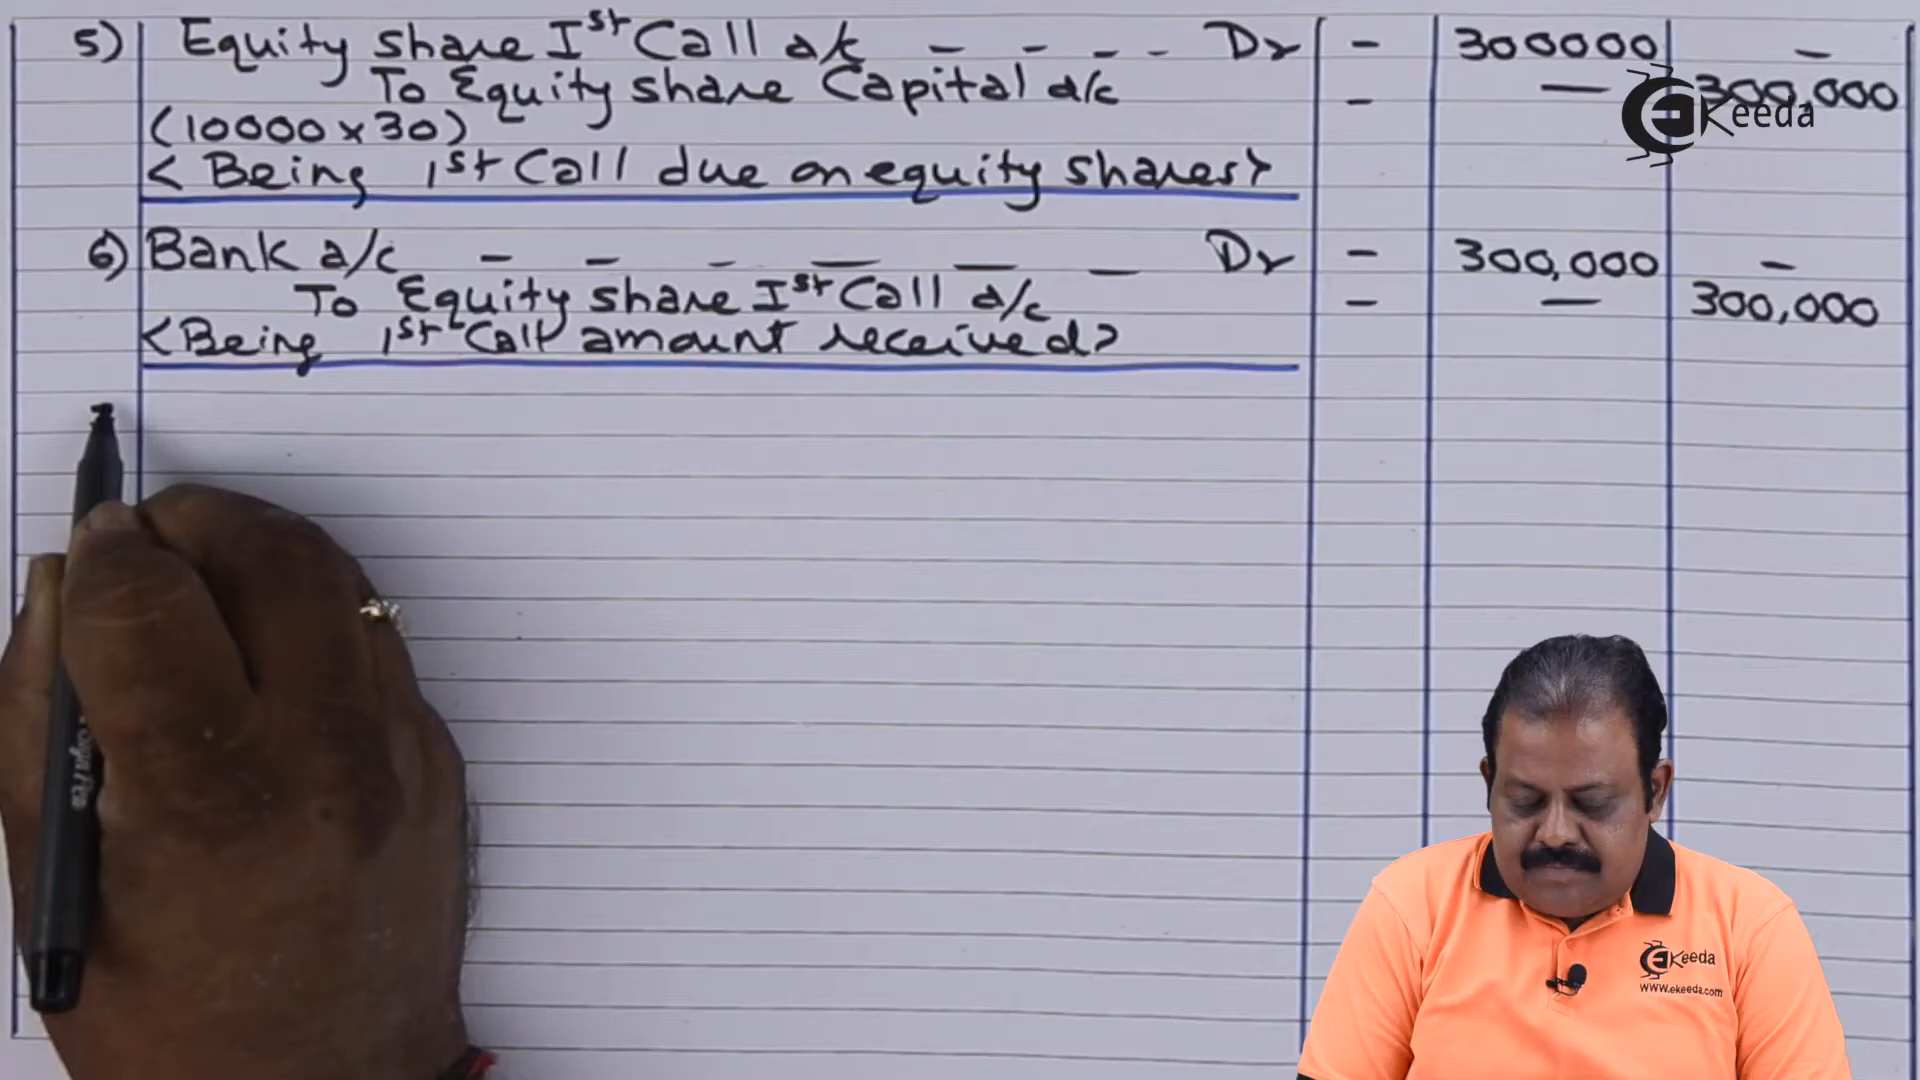 5) Equity share Ist Call a/c - - - - Dr - 300000 -
To Equity share Capital a/c - — 300,000
(10000 x 30)
< Being 1st Call due on equity shares>
6) Bank a/c - - - — — — Dr - 300,000 -
To Equity share Ist Call a/c - — 300,000
<Being 1st Call amount received>
EKeeda
EKeeda
www.ekeeda.com